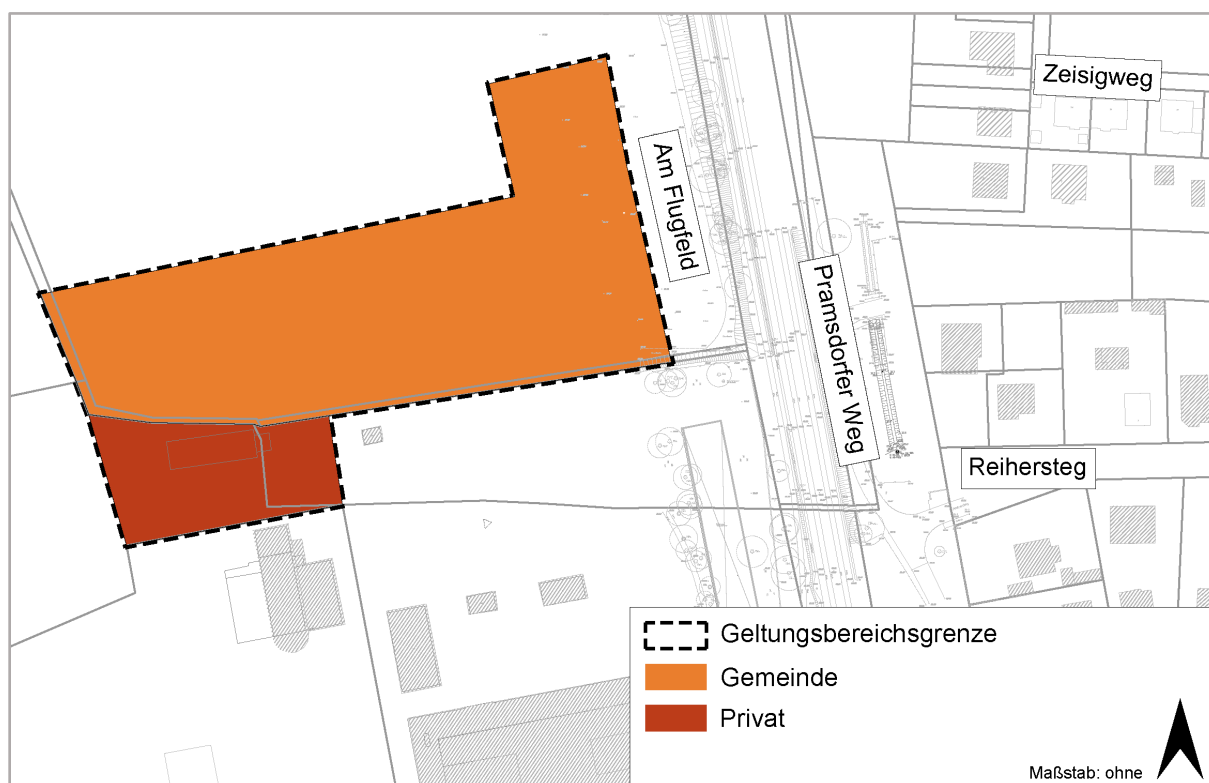 Zeisigweg
Am Flugfeld
Pramsdorfer Weg
Reihersteg
Geltungsbereichsgrenze
Gemeinde
Privat
Maßstab: ohne